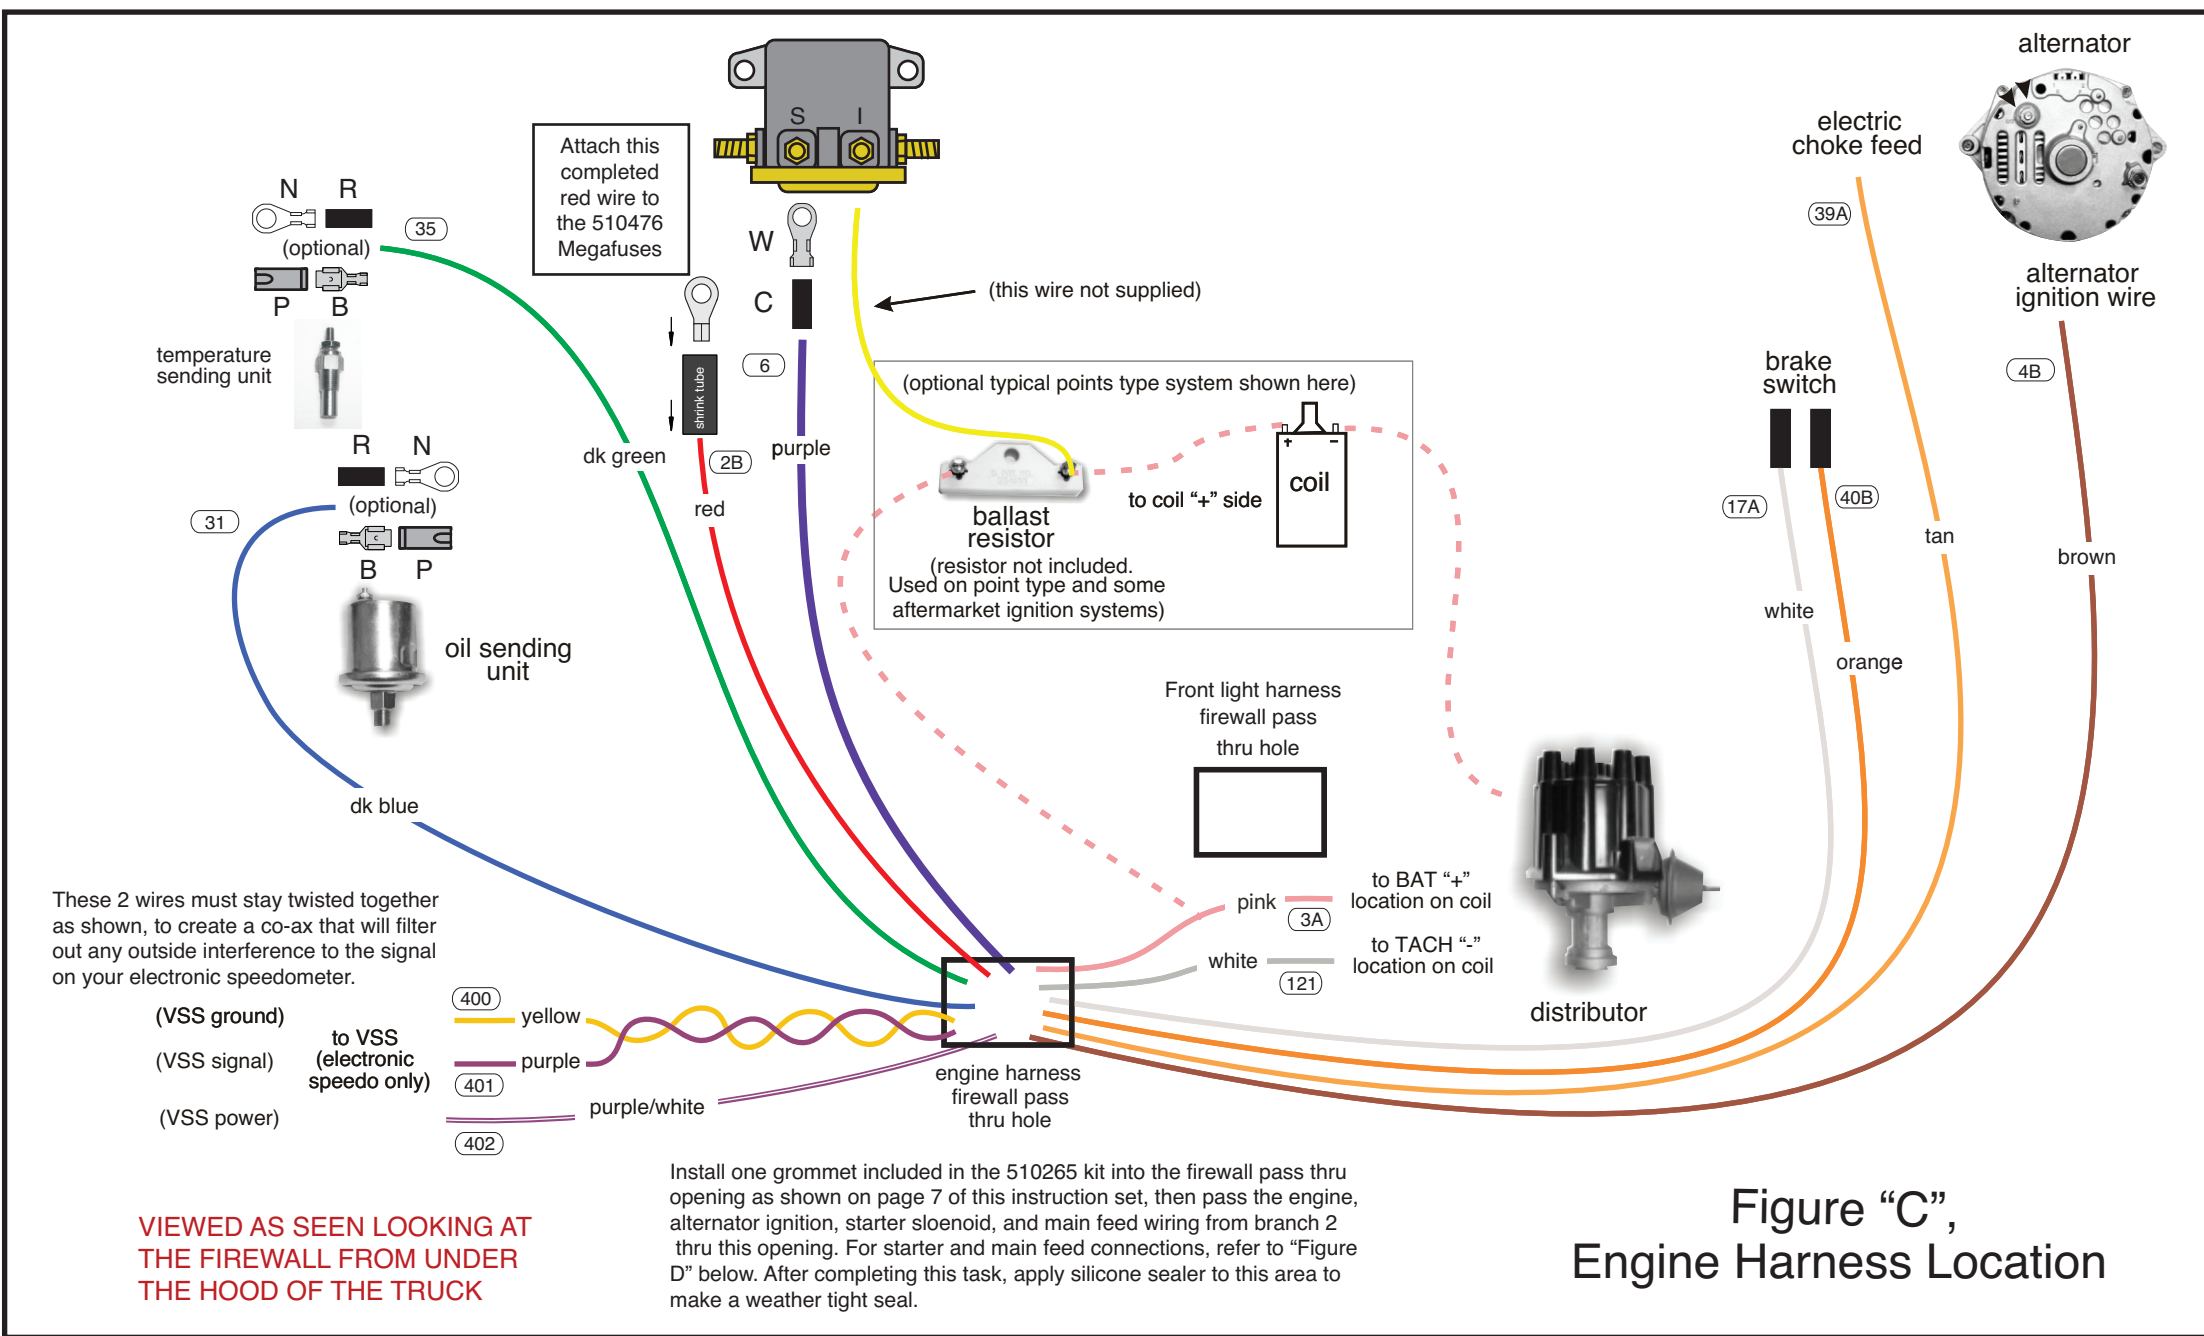 alternator
electric
choke feed
39A
alternator
ignition wire
4B
S I
Attach this
completed
red wire to
the 510476
Megafuses
N R
(optional)
35
P B
temperature
sending unit
W
C
(this wire not supplied)
6
shrink tube
2B
red
purple
dk green
(optional typical points type system shown here)
+ -
coil
to coil “+” side
ballast
resistor
(resistor not included.
Used on point type and some
aftermarket ignition systems)
brake
switch
17A
40B
white
orange
tan
brown
R N
(optional)
31
B P
oil sending
unit
dk blue
Front light harness
firewall pass
thru hole
pink
3A
to BAT “+”
location on coil
white
121
to TACH “-”
location on coil
distributor
These 2 wires must stay twisted together
as shown, to create a co-ax that will filter
out any outside interference to the signal
on your electronic speedometer.
(VSS ground)
400
yellow
to VSS
(electronic
speedo only)
(VSS signal)
purple
401
(VSS power)
purple/white
402
engine harness
firewall pass
thru hole
Install one grommet included in the 510265 kit into the firewall pass thru
opening as shown on page 7 of this instruction set, then pass the engine,
alternator ignition, starter sloenoid, and main feed wiring from branch 2
thru this opening. For starter and main feed connections, refer to “Figure
D” below. After completing this task, apply silicone sealer to this area to
make a weather tight seal.
VIEWED AS SEEN LOOKING AT
THE FIREWALL FROM UNDER
THE HOOD OF THE TRUCK
Figure “C”,
Engine Harness Location